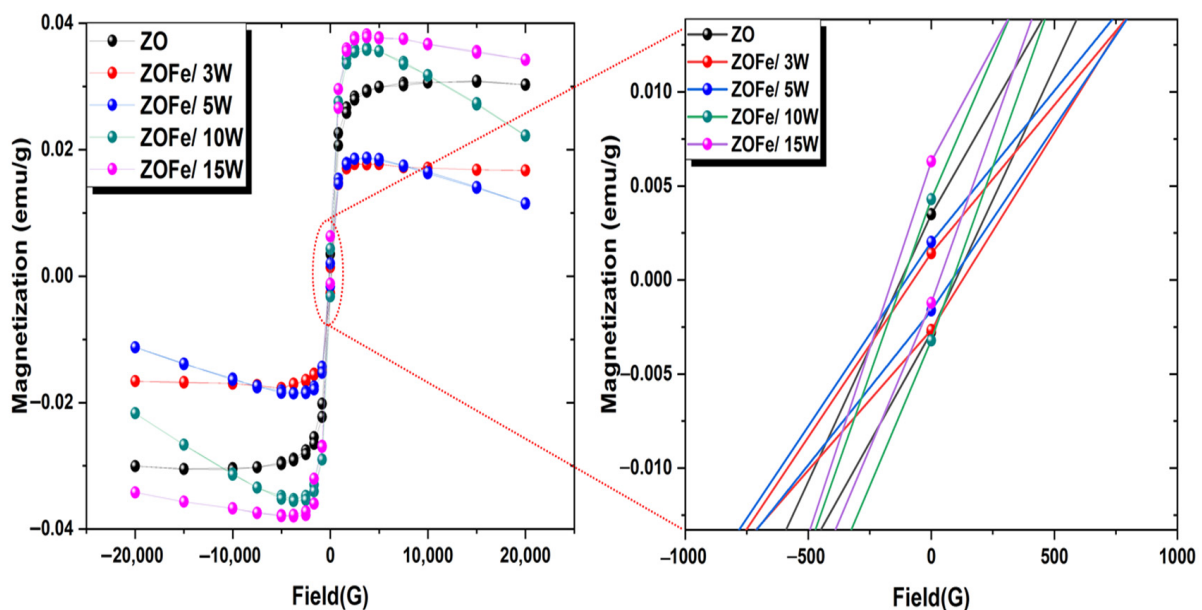 ZO
ZOFe/ 3W
ZOFe/ 5W
ZOFe/ 10W
ZOFe/ 15W
Magnetization (emu/g)
0.04
0.02
0.00
−0.02
−0.04
−20,000
−10,000
0
10,000
20,000
Field(G)
ZO
ZOFe/ 3W
ZOFe/ 5W
ZOFe/ 10W
ZOFe/ 15W
Magnetization (emu/g)
0.010
0.005
0.000
−0.005
−0.010
−1000
−500
0
500
1000
Field(G)